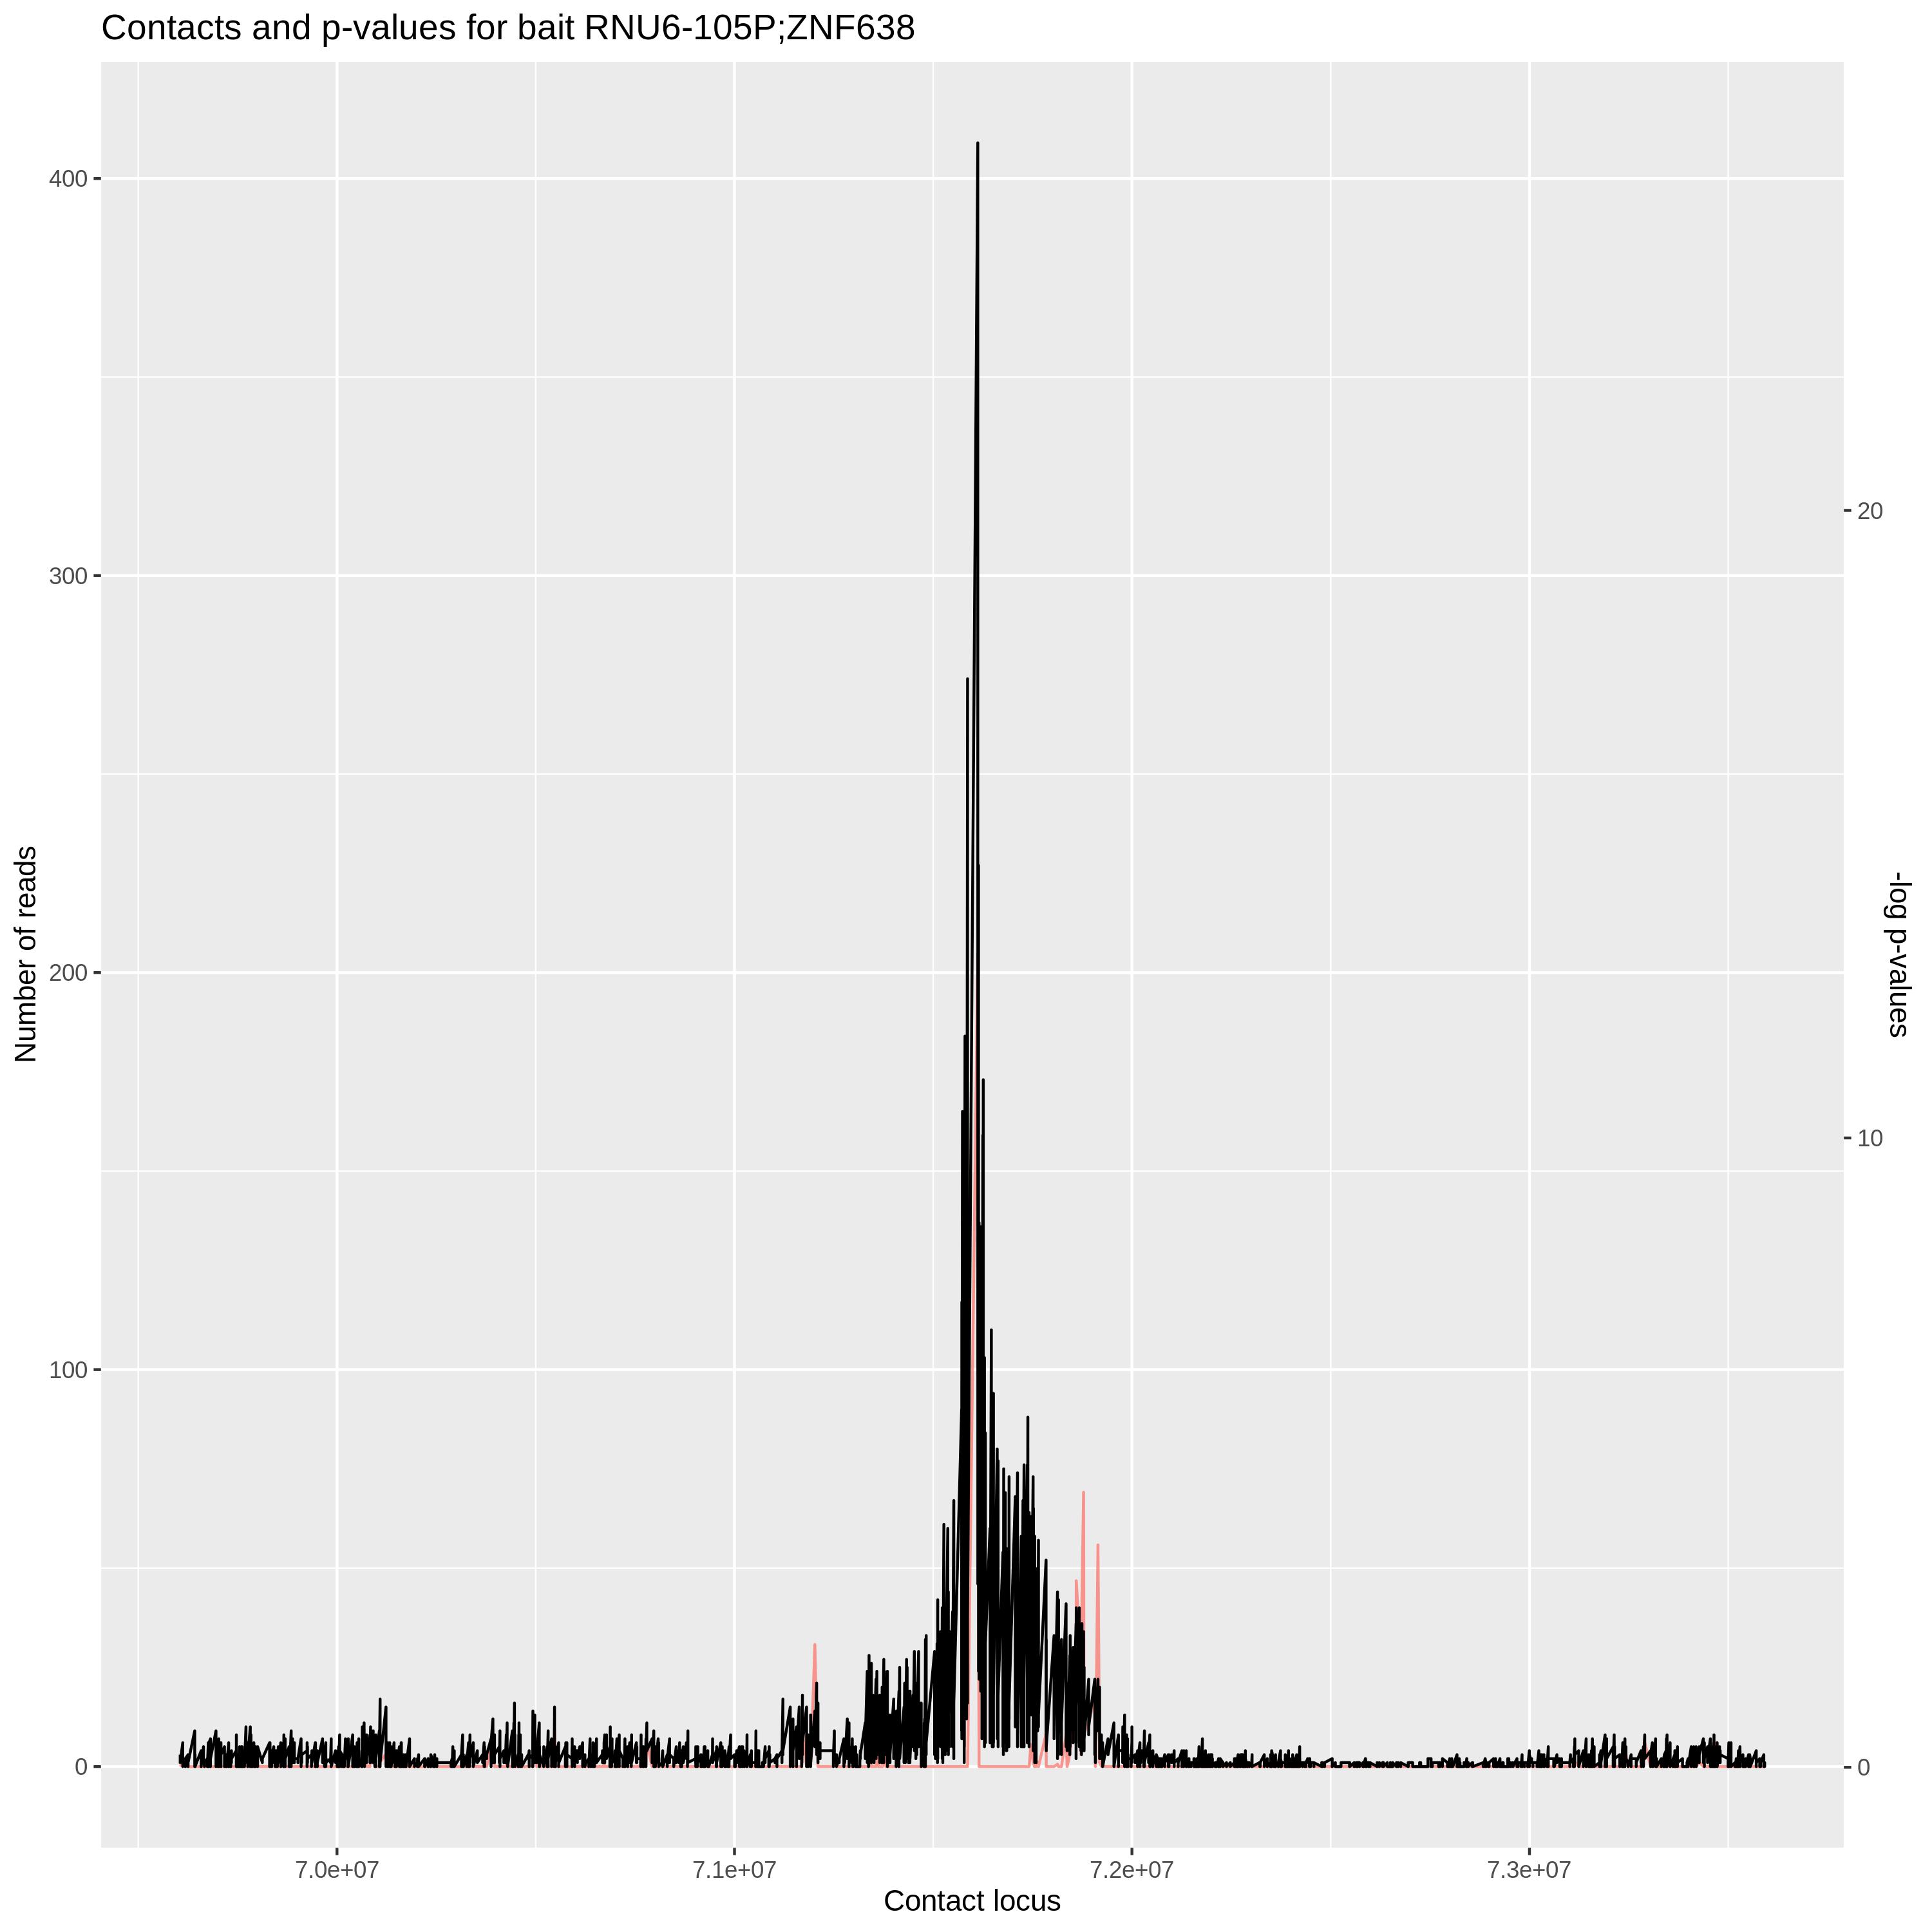 Contacts and p-values for bait RNU6-105P;ZNF638
400
300
200
100
0
Number of reads
20
10
0
-log p-values
7.0e+07 7.1e+07 7.2e+07 7.3e+07
Contact locus